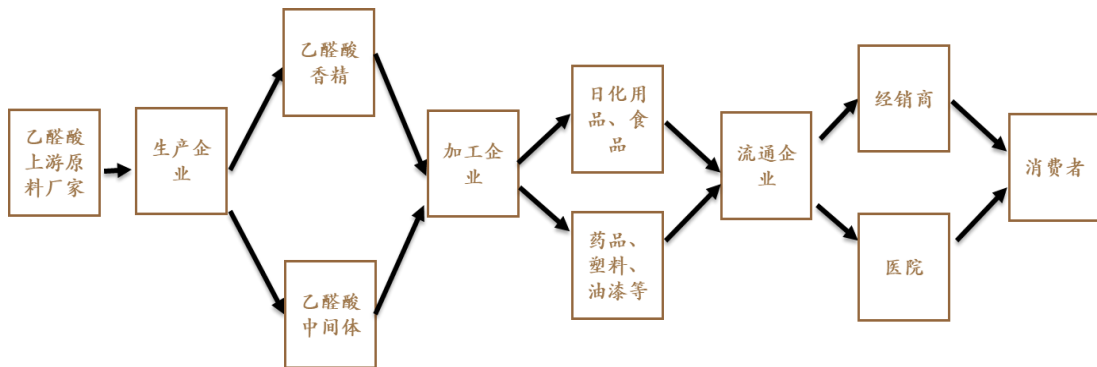 乙醛酸
上游原
料厂家
生产企
业
乙醛酸
香精
乙醛酸
中间体
加工企
业
日化用
品、食
品
药品、
塑料、
油漆等
流通企
业
经销商
医院
消费者